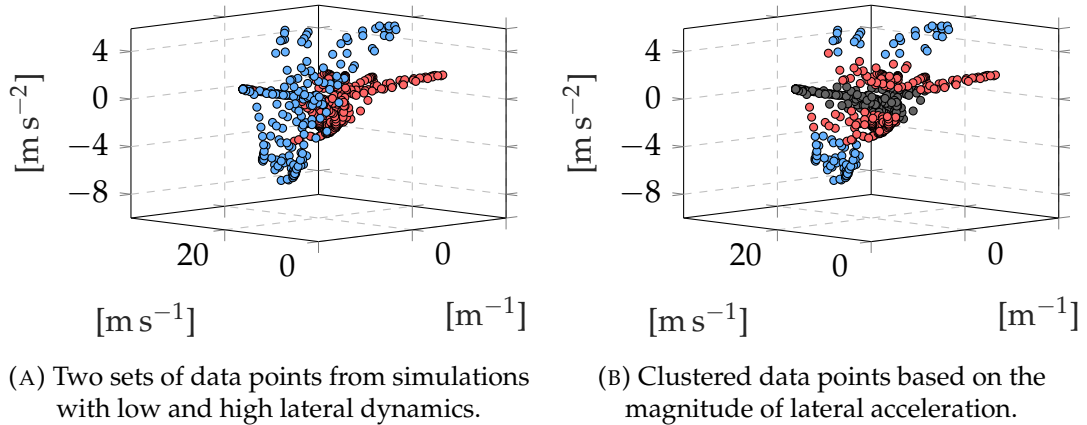 4
0
−4
−8
[m s⁻²]
20
0
0
[m s⁻¹]
[m⁻¹]
(A) Two sets of data points from simulations
with low and high lateral dynamics.
4
0
−4
−8
[m s⁻²]
20
0
0
[m s⁻¹]
[m⁻¹]
(B) Clustered data points based on the
magnitude of lateral acceleration.